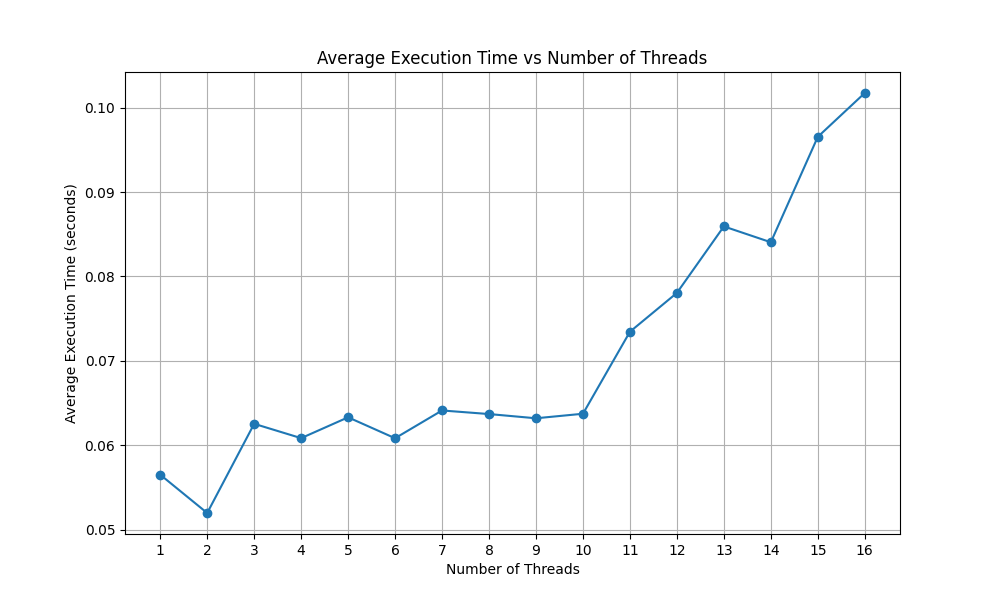 Average Execution Time vs Number of Threads
Average Execution Time (seconds)
0.10
0.09
0.08
0.07
0.06
0.05
1 2 3 4 5 6 7 8 9 10 11 12 13 14 15 16
Number of Threads